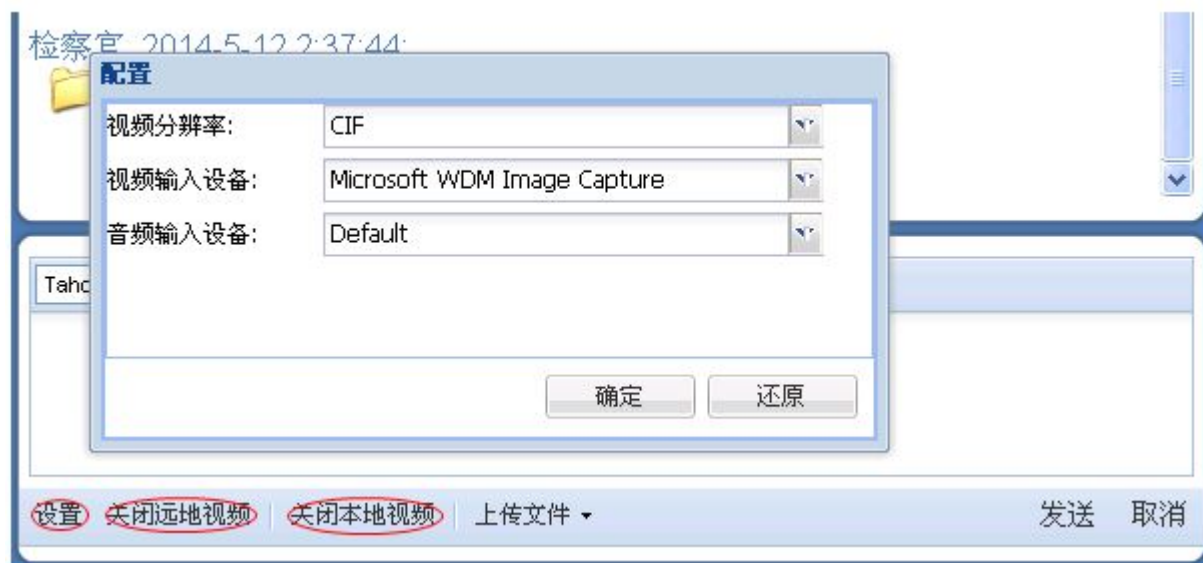 检察官 2014-5-12 2:37:44:
配置
视频分辨率: CIF
视频输入设备: Microsoft WDM Image Capture
音频输入设备: Default
Taho
确定 还原
设置 关闭远地视频 关闭本地视频 上传文件 发送 取消